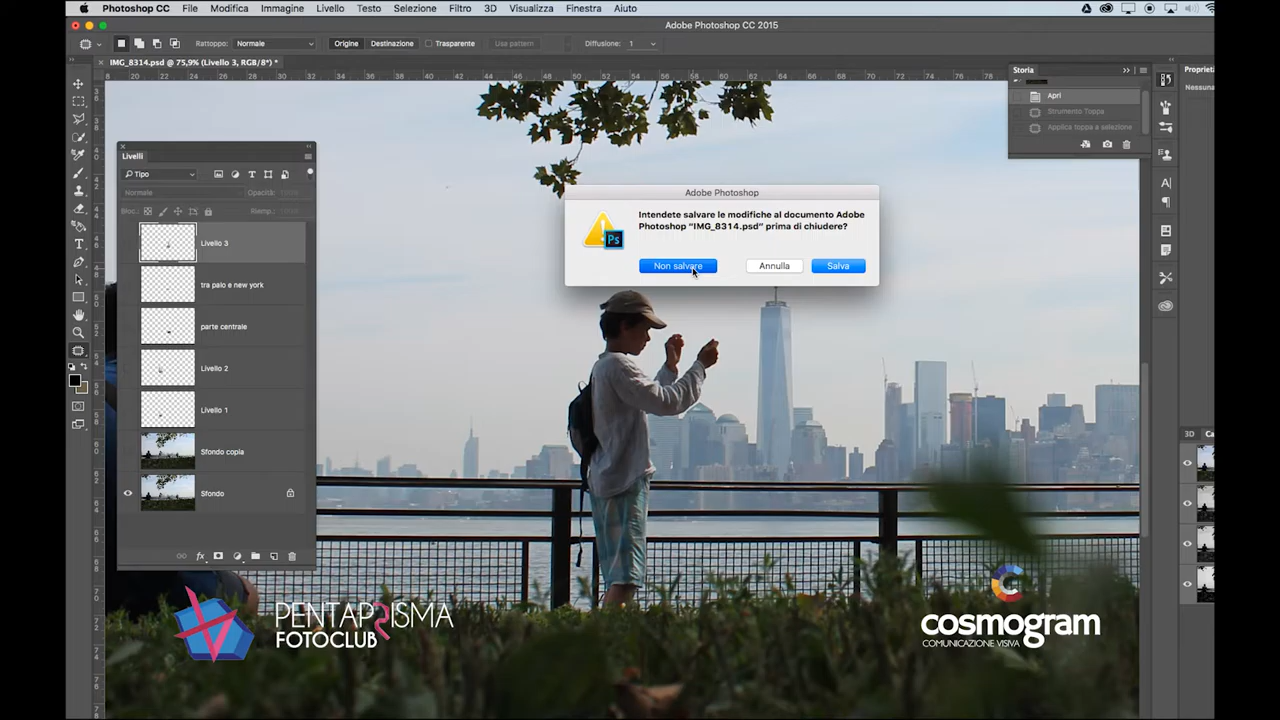 Photoshop CC File Modifica Immagine Livello Testo Selezione Filtro 3D Visualizza Finestra Aiuto
Adobe Photoshop CC 2015
Rattoppo: Normale Origine Destinazione Trasparente Usa pattern Diffusione: 1
IMG_8314.psd @ 75,9% (Livello 3, RGB/8*) *
Storia
Apri
Strumento Toppa
Applica toppa a selezione
Livelli
Tipo
Normale Opacità: 100%
Bloc.: Riemp.:
Livello 3
tra palo e new york
parte centrale
Livello 2
Livello 1
Sfondo copia
Sfondo
fx
Adobe Photoshop
Intendete salvare le modifiche al documento Adobe
Photoshop “IMG_8314.psd” prima di chiudere?
Ps
Non salvare Annulla Salva
Proprietà
Nessuna
3D Ca
PENTAPRISMA
FOTOCLUB
cosmogram
COMUNICAZIONE VISIVA